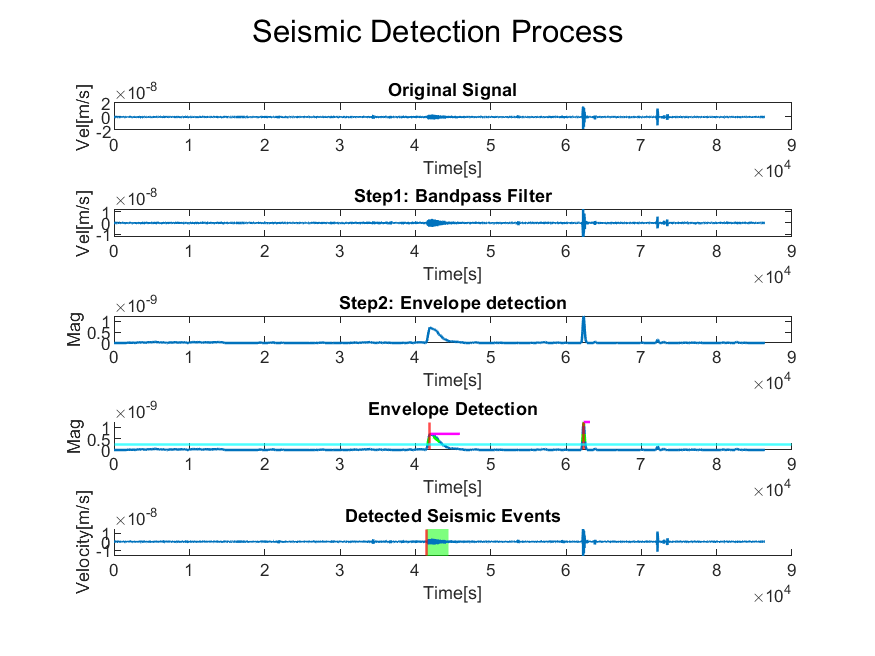 Seismic Detection Process
Original Signal
×10-8
Vel[m/s]
2
0
-2
0 1 2 3 4 5 6 7 8 9
Time[s]
×104
Step1: Bandpass Filter
×10-8
Vel[m/s]
1
0
-1
0 1 2 3 4 5 6 7 8 9
Time[s]
×104
Step2: Envelope detection
×10-9
Mag
1
0.5
0
0 1 2 3 4 5 6 7 8 9
Time[s]
×104
Envelope Detection
×10-9
Mag
1
0.5
0
0 1 2 3 4 5 6 7 8 9
Time[s]
×104
Detected Seismic Events
×10-8
Velocity[m/s]
1
0
-1
0 1 2 3 4 5 6 7 8 9
Time[s]
×104